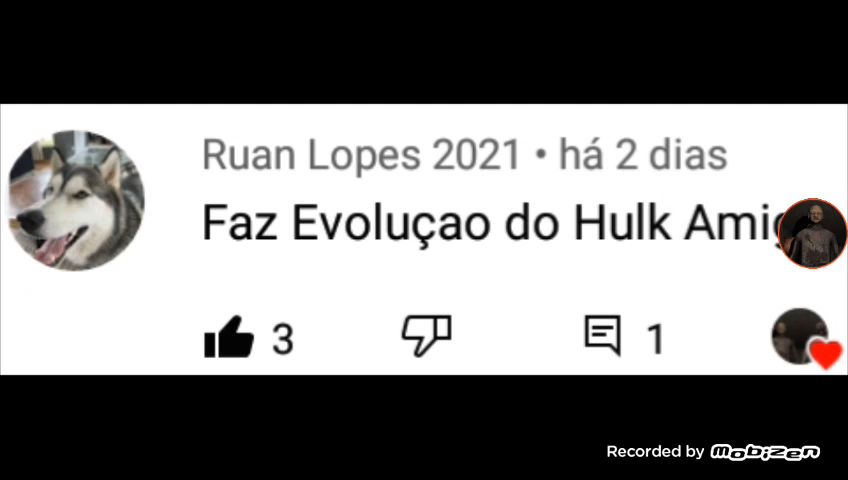 Ruan Lopes 2021 • há 2 dias
Faz Evoluçao do Hulk
3 1
Recorded by Mobizen